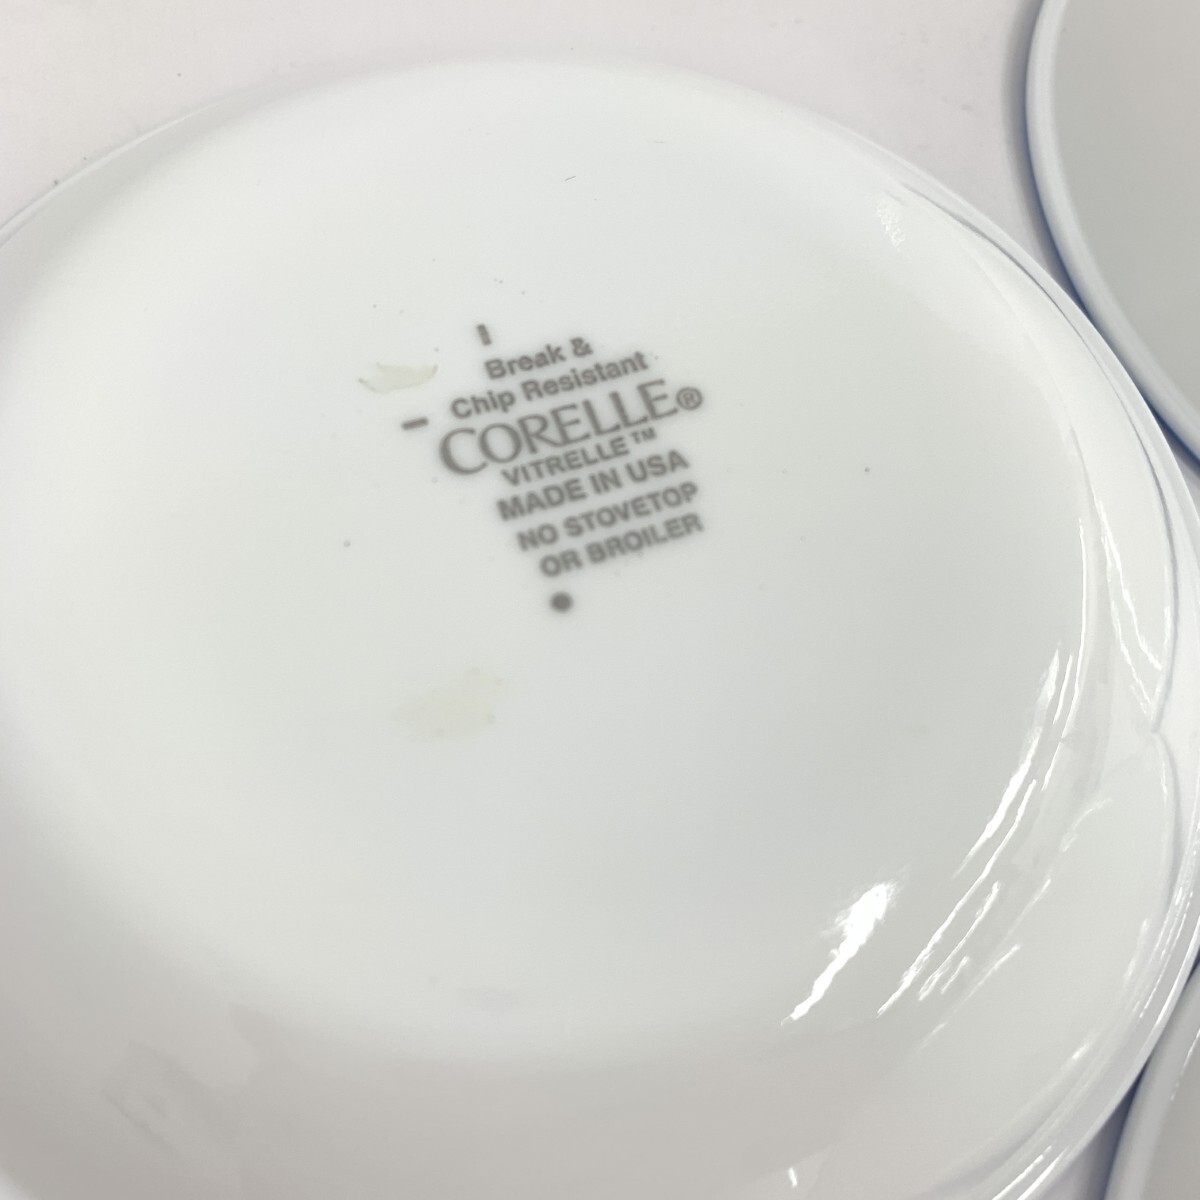 Break &
Chip Resistant
CORELLE®
VITRELLE™
MADE IN USA
NO STOVETOP
OR BROILER